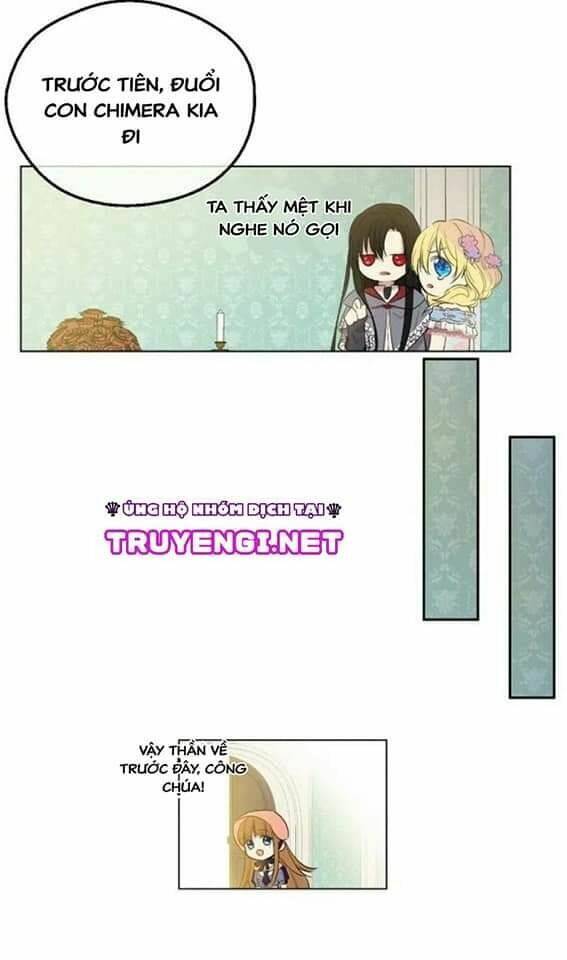 TRƯỚC TIÊN, ĐUỔI
CON CHIMERA KIA
ĐI
TA THẤY MỆT KHI
NGHE NÓ GỌI
ỦNG HỘ NHÓM DỊCH TẠI
TRUYENGI.NET
VẬY THẦN VỀ
TRƯỚC ĐÂY, CÔNG
CHÚA!